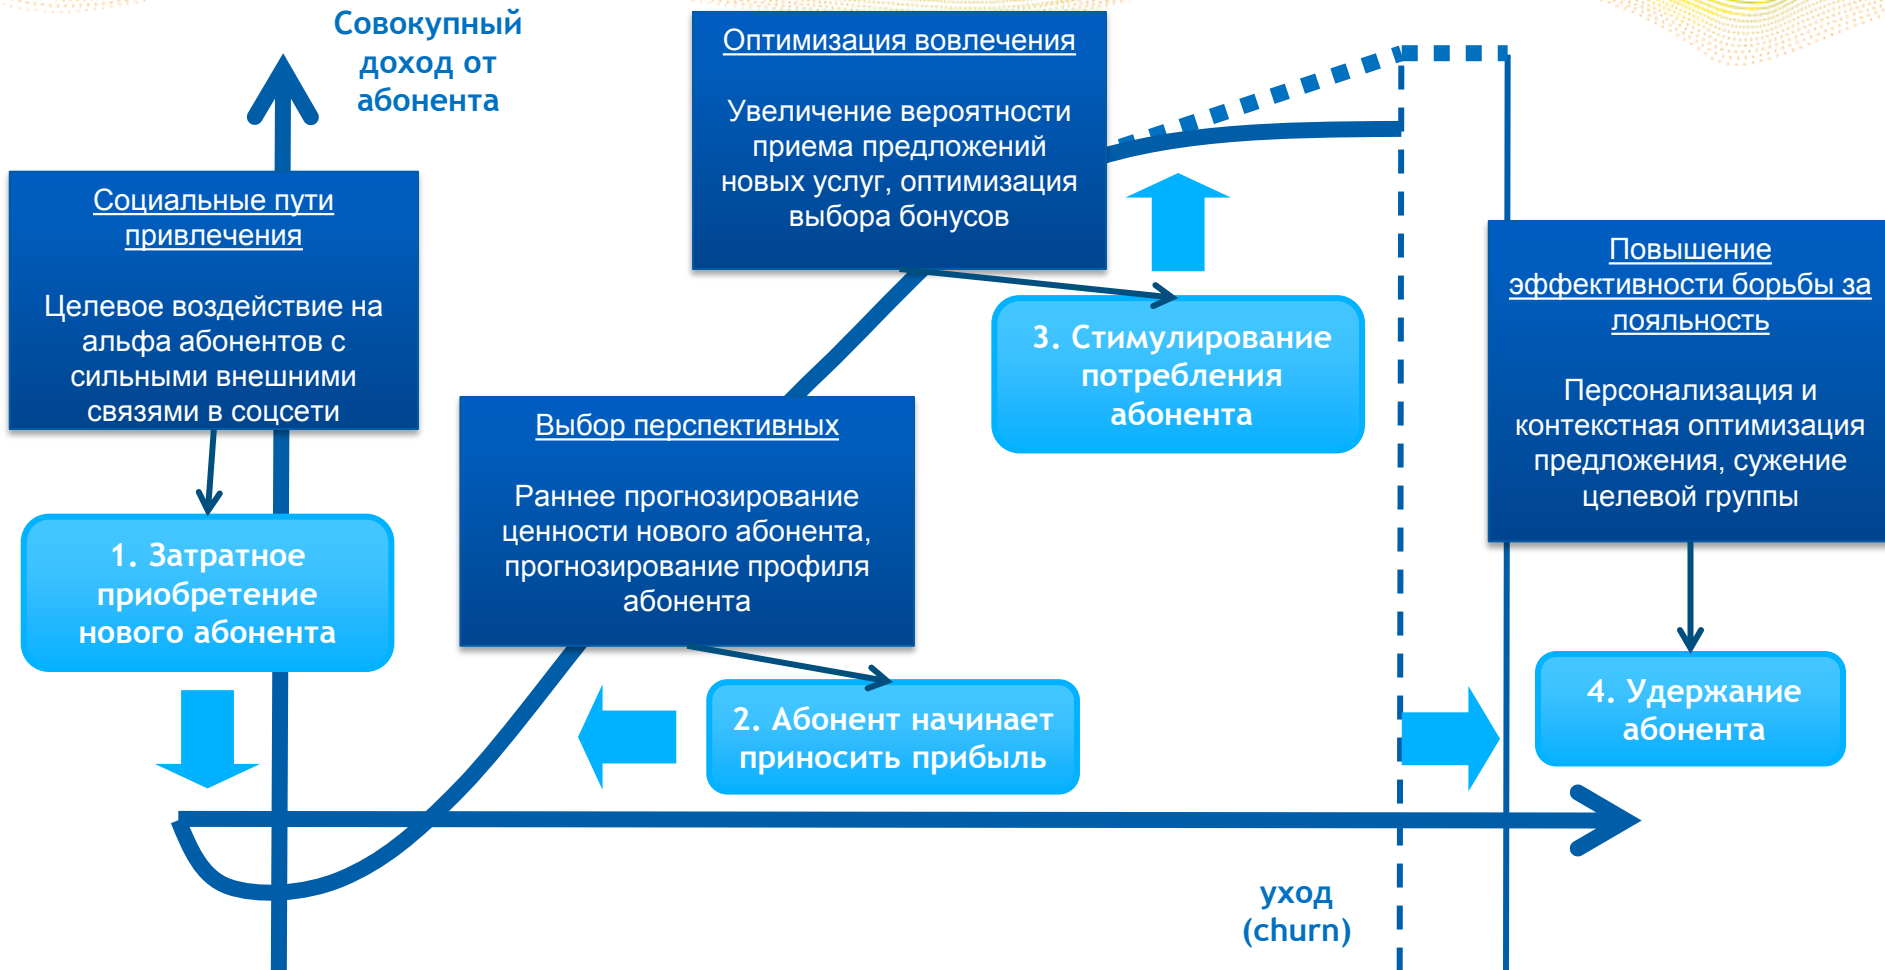 Совокупный
доход от
абонента
Социальные пути
привлечения
Целевое воздействие на
альфа абонентов с
сильными внешними
связями в соцсети
1. Затратное
приобретение
нового абонента
Выбор перспективных
Раннее прогнозирование
ценности нового абонента,
прогнозирование профиля
абонента
2. Абонент начинает
приносить прибыль
Оптимизация вовлечения
Увеличение вероятности
приема предложений
новых услуг, оптимизация
выбора бонусов
3. Стимулирование
потребления
абонента
Повышение
эффективности борьбы за
лояльность
Персонализация и
контекстная оптимизация
предложения, сужение
целевой группы
4. Удержание
абонента
уход
(churn)